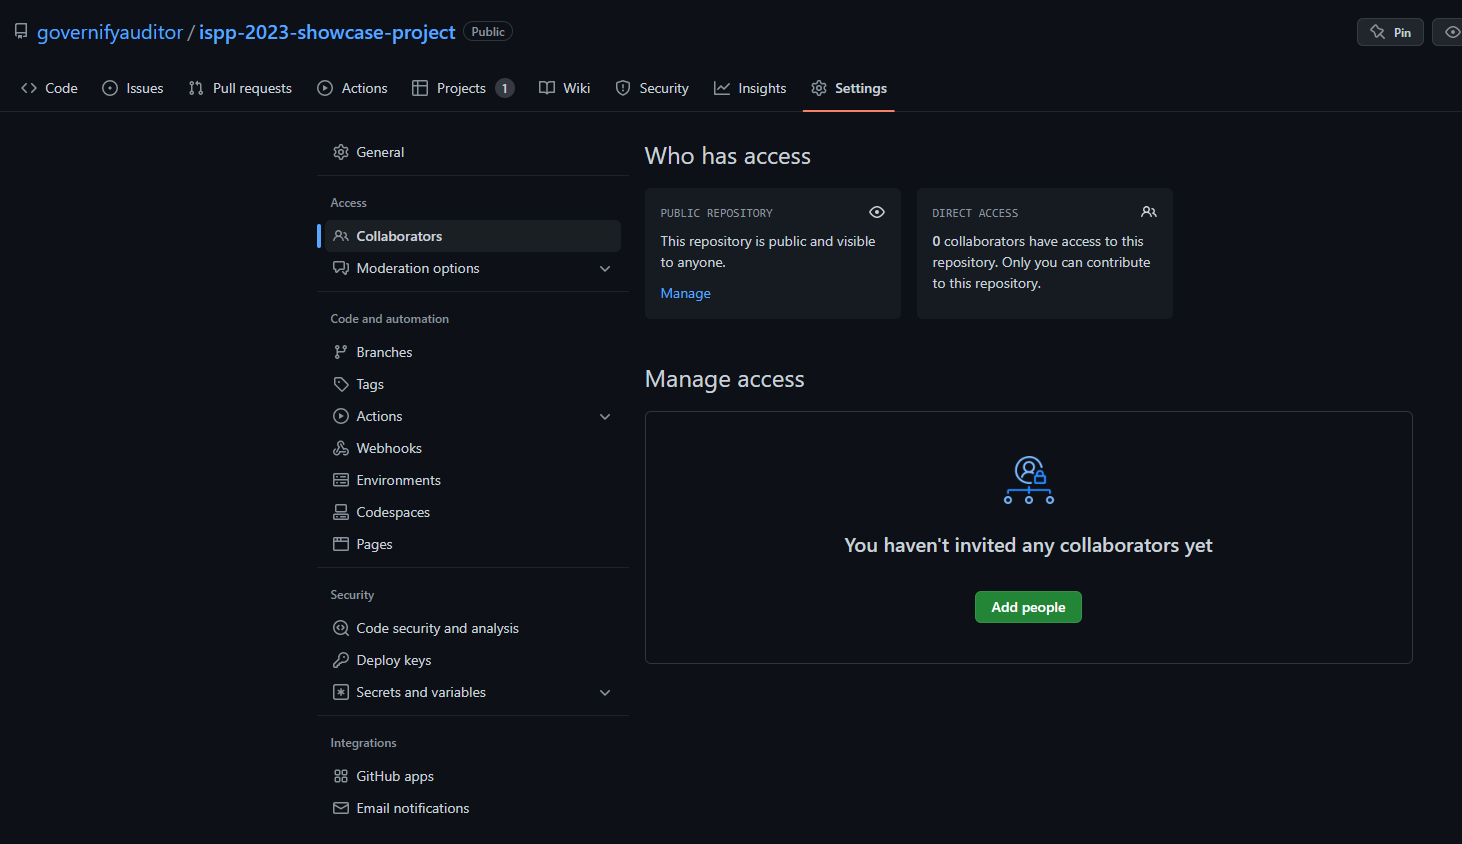 governifyauditor / ispp-2023-showcase-project Public
Pin
Code Issues Pull requests Actions Projects 1 Wiki Security Insights Settings
General
Access
Collaborators
Moderation options
Code and automation
Branches
Tags
Actions
Webhooks
Environments
Codespaces
Pages
Security
Code security and analysis
Deploy keys
Secrets and variables
Integrations
GitHub apps
Email notifications
Who has access
PUBLIC REPOSITORY
This repository is public and visible
to anyone.
Manage
DIRECT ACCESS
0 collaborators have access to this
repository. Only you can contribute
to this repository.
Manage access
You haven't invited any collaborators yet
Add people